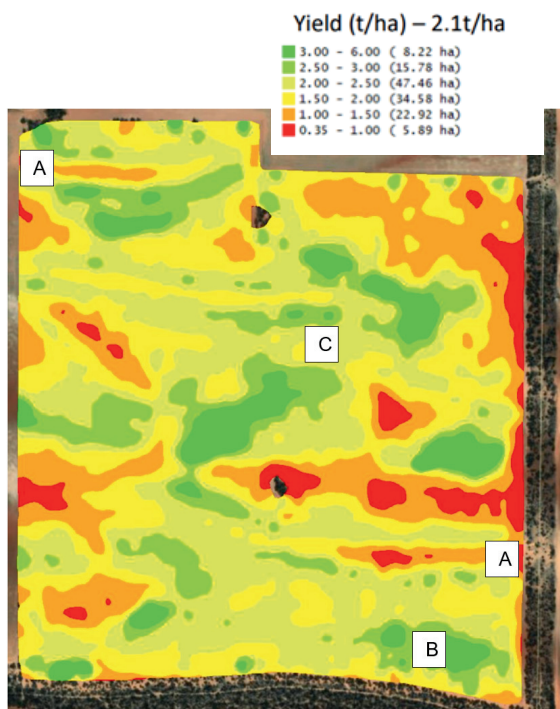 Yield (t/ha) – 2.1t/ha
3.00 - 6.00 ( 8.22 ha)
2.50 - 3.00 (15.78 ha)
2.00 - 2.50 (47.46 ha)
1.50 - 2.00 (34.58 ha)
1.00 - 1.50 (22.92 ha)
0.35 - 1.00 ( 5.89 ha)
A
C
A
B